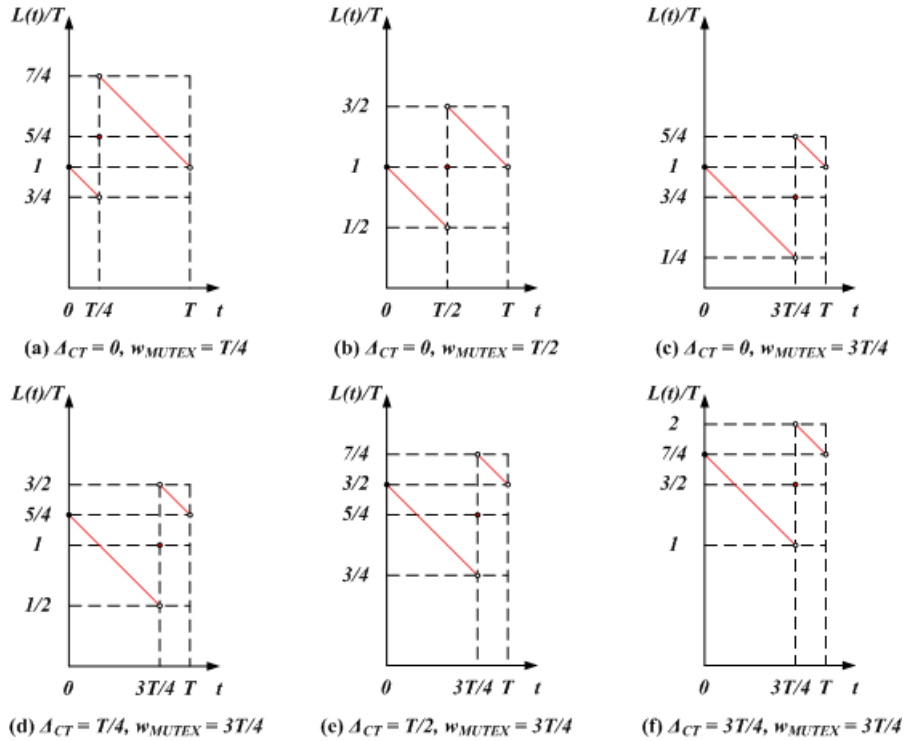 L(t)/T
7/4
5/4
1
3/4
0 T/4 T t
(a) Δ_CT = 0, w_MUTEX = T/4
L(t)/T
3/2
1
1/2
0 T/2 T t
(b) Δ_CT = 0, w_MUTEX = T/2
L(t)/T
5/4
1
3/4
1/4
0 3T/4 T t
(c) Δ_CT = 0, w_MUTEX = 3T/4
L(t)/T
3/2
5/4
1
1/2
0 3T/4 T t
(d) Δ_CT = T/4, w_MUTEX = 3T/4
L(t)/T
7/4
3/2
5/4
3/4
0 3T/4 T t
(e) Δ_CT = T/2, w_MUTEX = 3T/4
L(t)/T
2
7/4
3/2
1
0 3T/4 T t
(f) Δ_CT = 3T/4, w_MUTEX = 3T/4